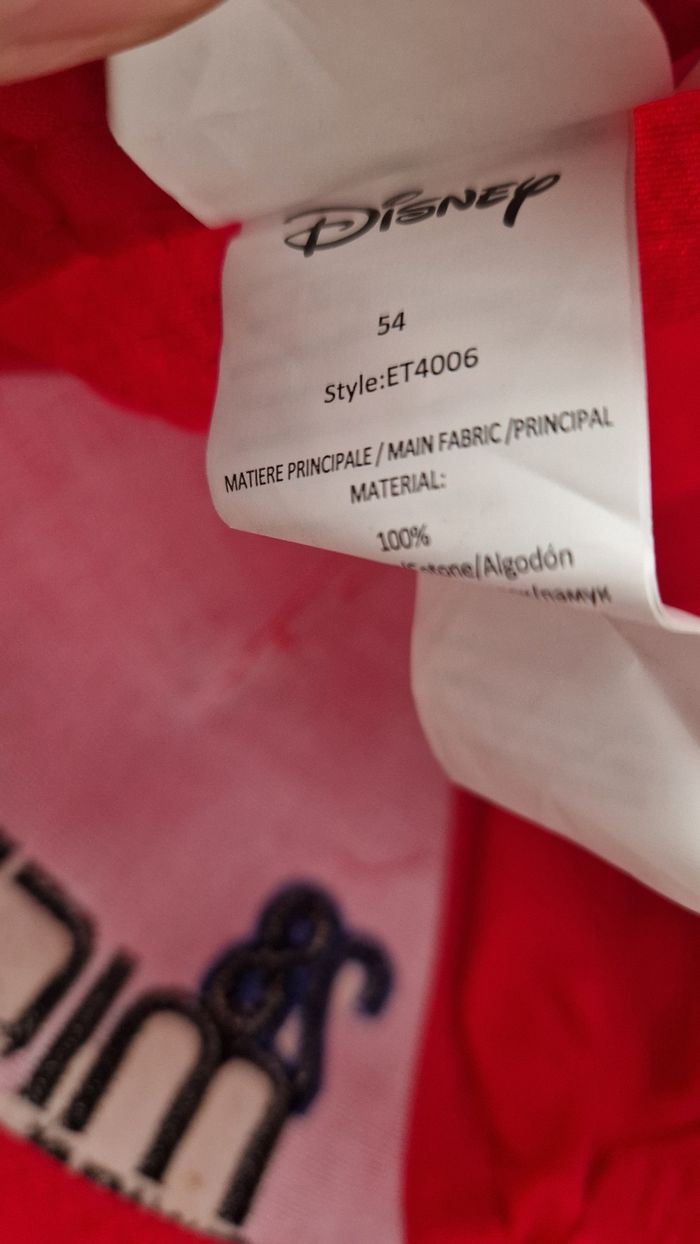 DISNEY
54
Style:ET4006
MATIERE PRINCIPALE / MAIN FABRIC /PRINCIPAL
MATERIAL:
100%
/Algodón